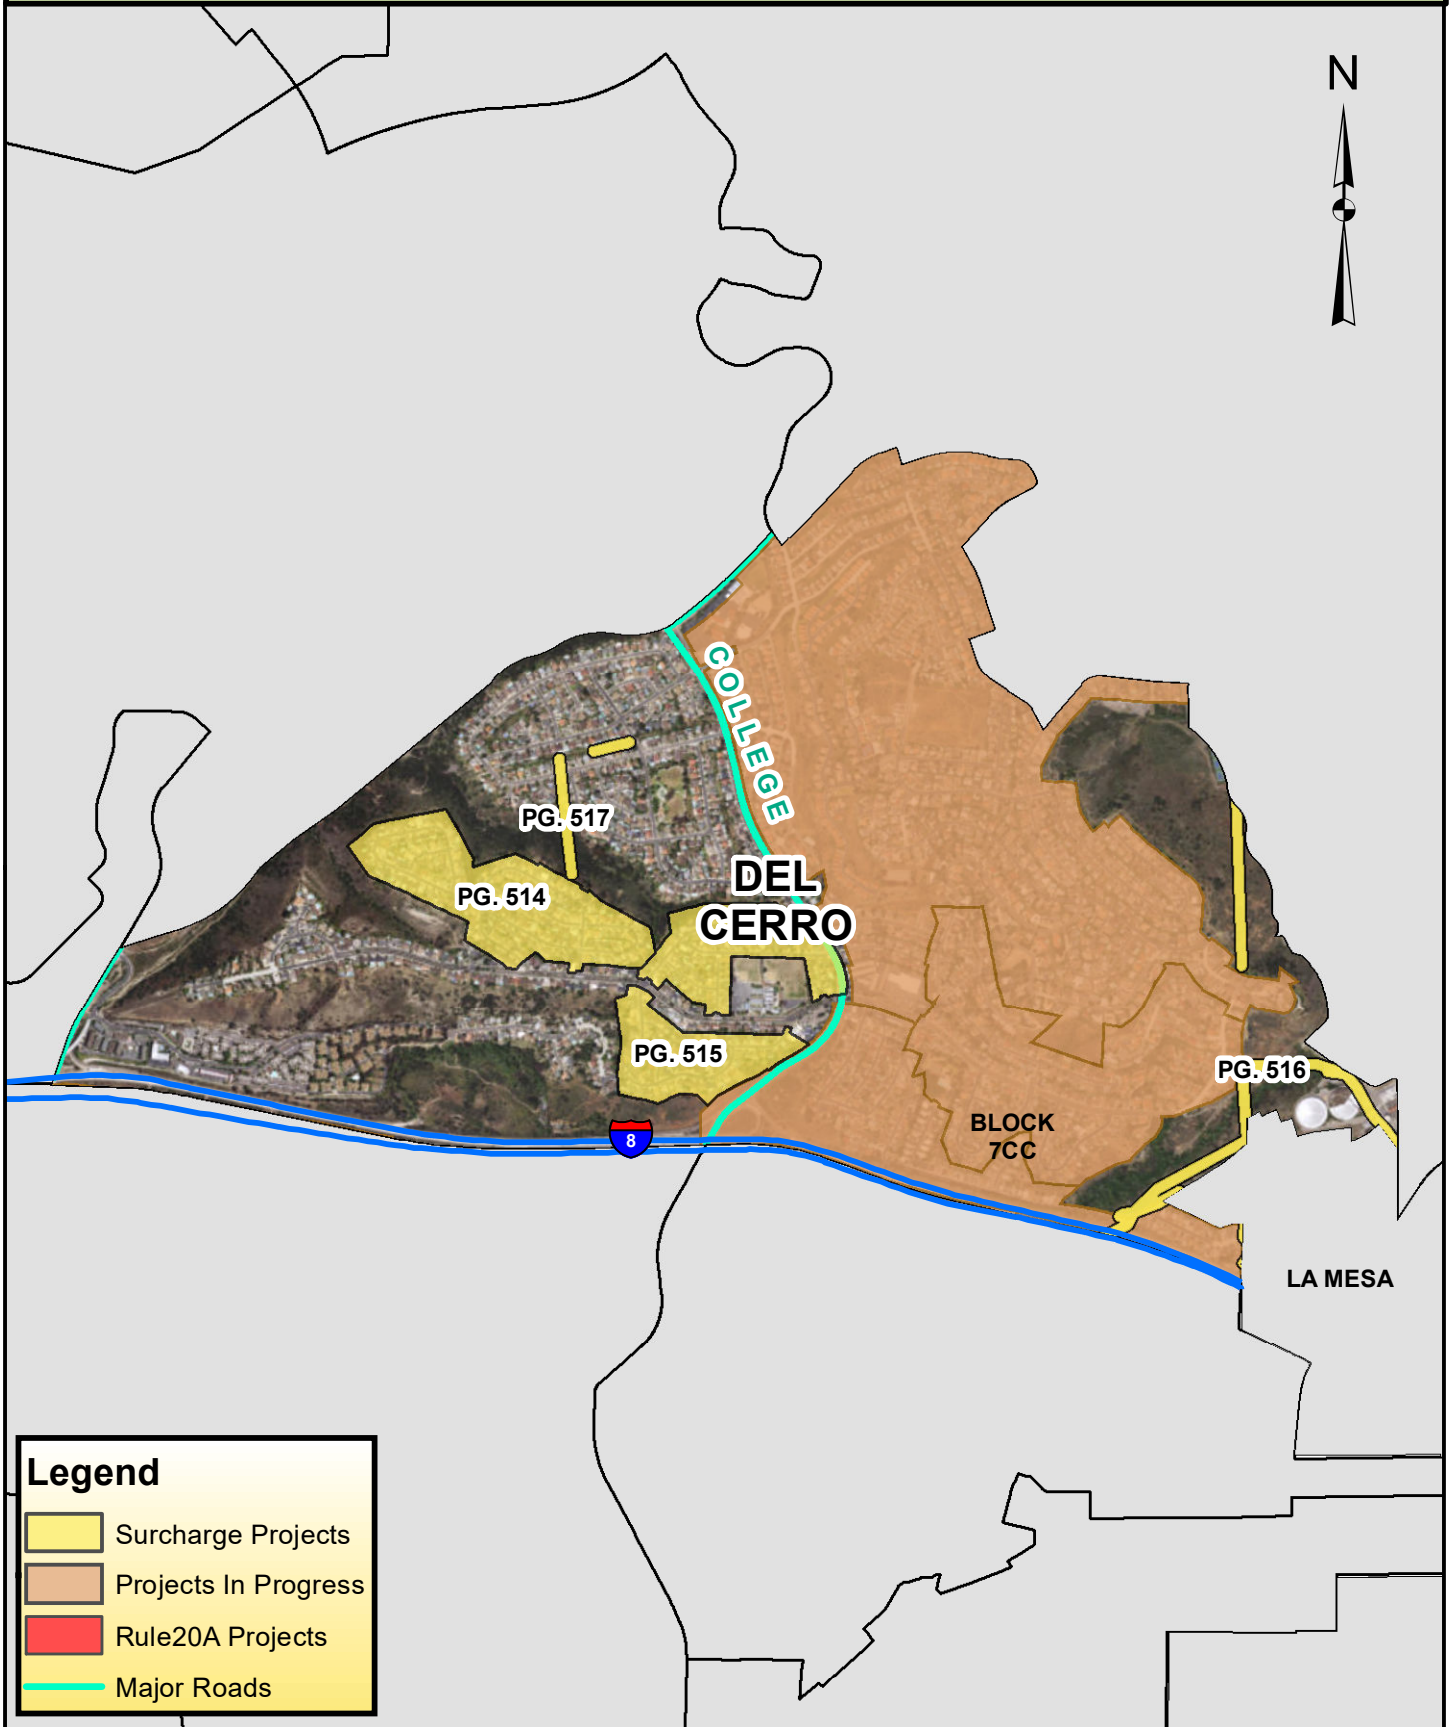 N
COLLEGE
PG. 517
DEL
CERRO
PG. 514
PG. 515
PG. 516
BLOCK
7CC
8
LA MESA
Legend
Surcharge Projects
Projects In Progress
Rule20A Projects
Major Roads